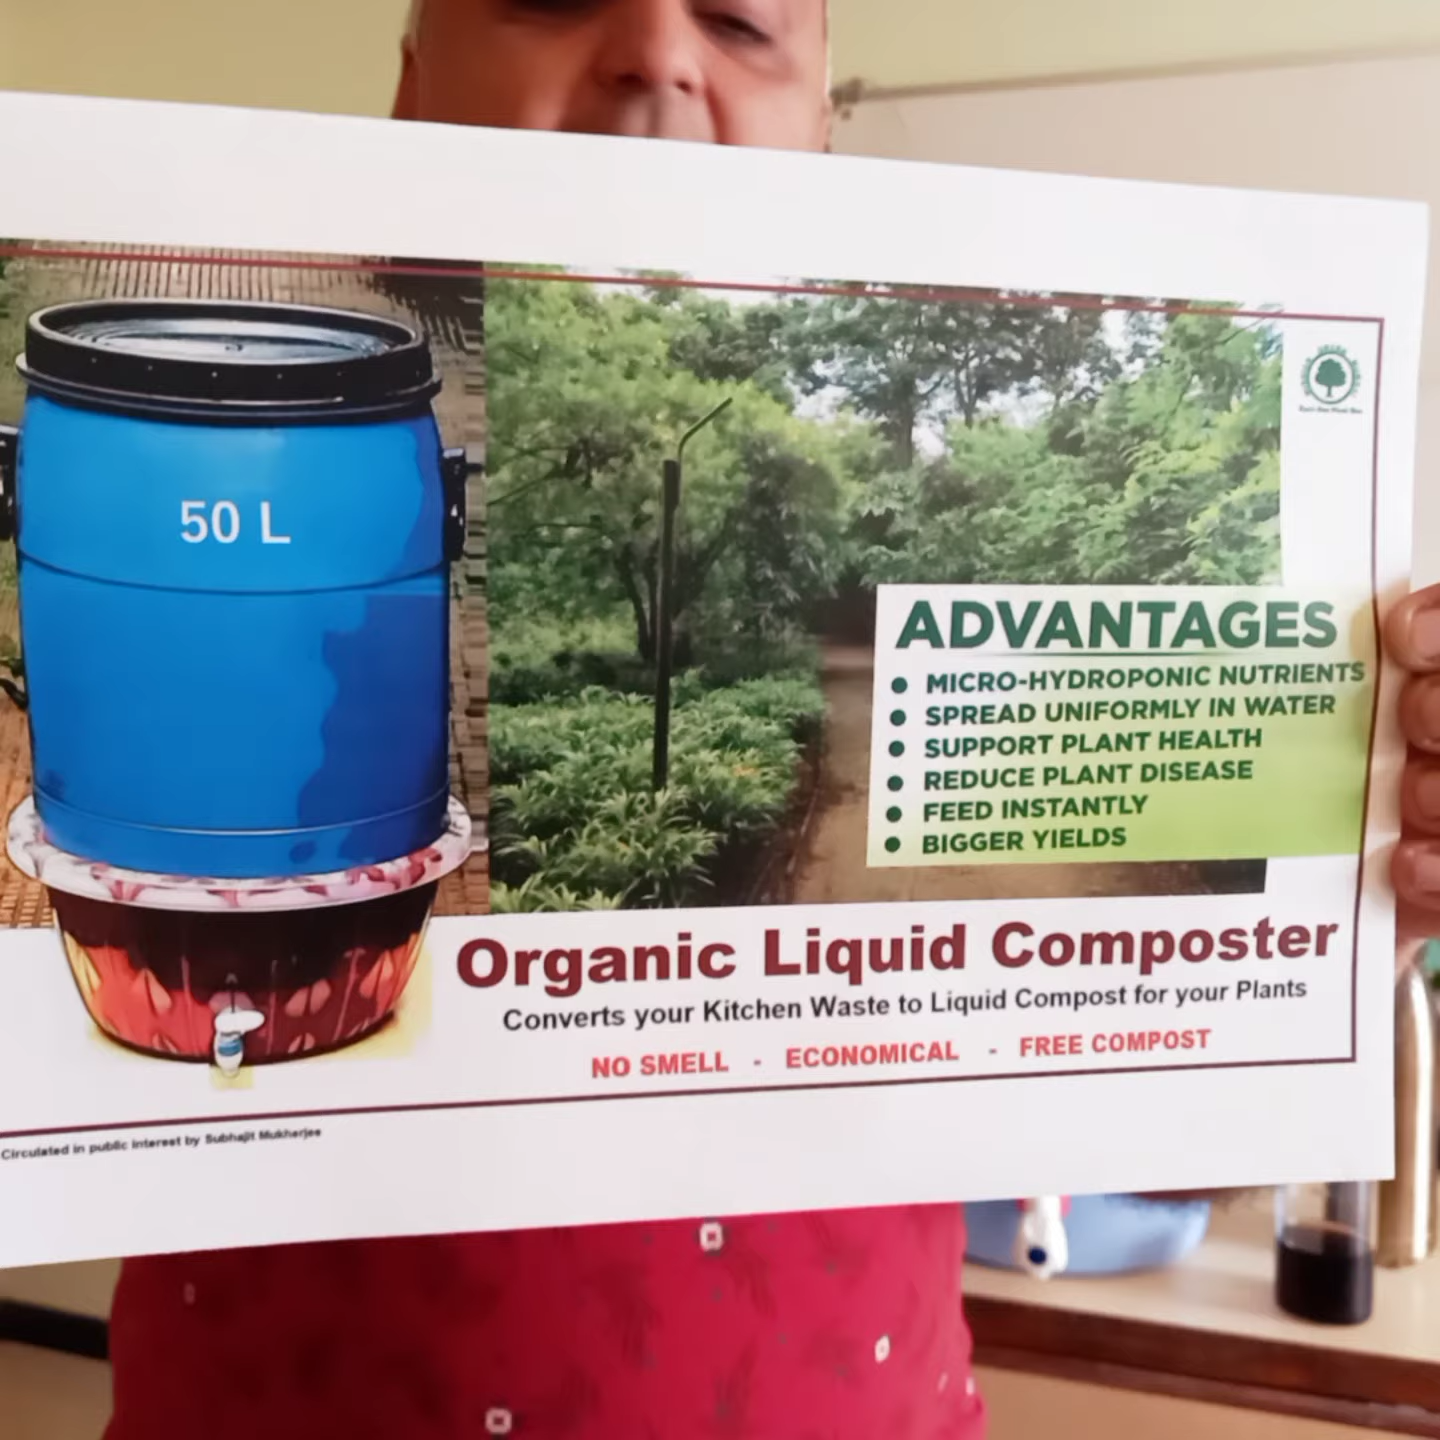 50 L
ADVANTAGES
● MICRO-HYDROPONIC NUTRIENTS
● SPREAD UNIFORMLY IN WATER
● SUPPORT PLANT HEALTH
● REDUCE PLANT DISEASE
● FEED INSTANTLY
● BIGGER YIELDS
Organic Liquid Composter
Converts your Kitchen Waste to Liquid Compost for your Plants
NO SMELL - ECONOMICAL - FREE COMPOST
Circulated in public interest by Subhajit Mukherjee